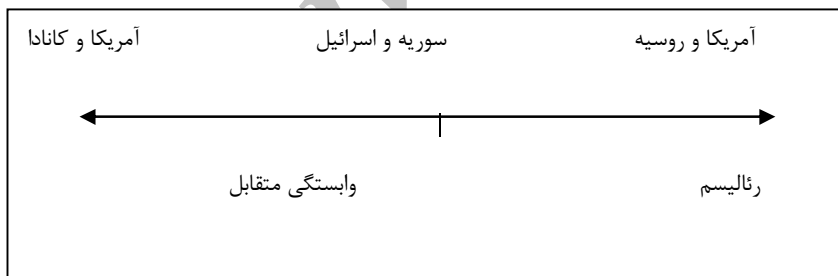 آمریکا و روسیه سوریه و اسرائیل آمریکا و کانادا
رئالیسم وابستگی متقابل